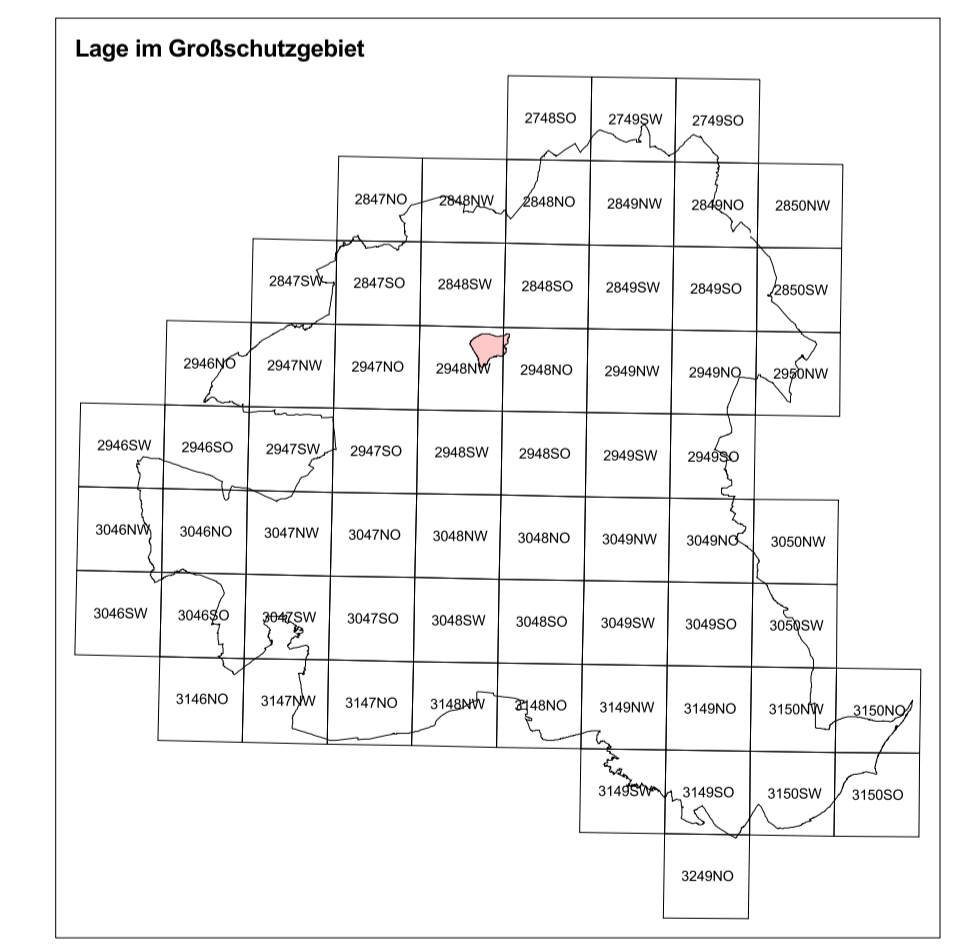 Lage im Großschutzgebiet
2748SO 2749SW 2749SO
2847NO 2848NW 2848NO 2849NW 2849NO 2850NW
2847SW 2847SO 2848SW 2848SO 2849SW 2849SO 2850SW
2946NO 2947NW 2947NO 2948NW 2948NO 2949NW 2949NO 2950NW
2946SW 2946SO 2947SW 2947SO 2948SW 2948SO 2949SW 2949SO
3046NW 3046NO 3047NW 3047NO 3048NW 3048NO 3049NW 3049NO 3050NW
3046SW 3046SO 3047SW 3047SO 3048SW 3048SO 3049SW 3049SO 3050SW
3146NO 3147NW 3147NO 3148NW 3148NO 3149NW 3149NO 3150NW 3150NO
3149SW 3149SO 3150SW 3150SO
3249NO